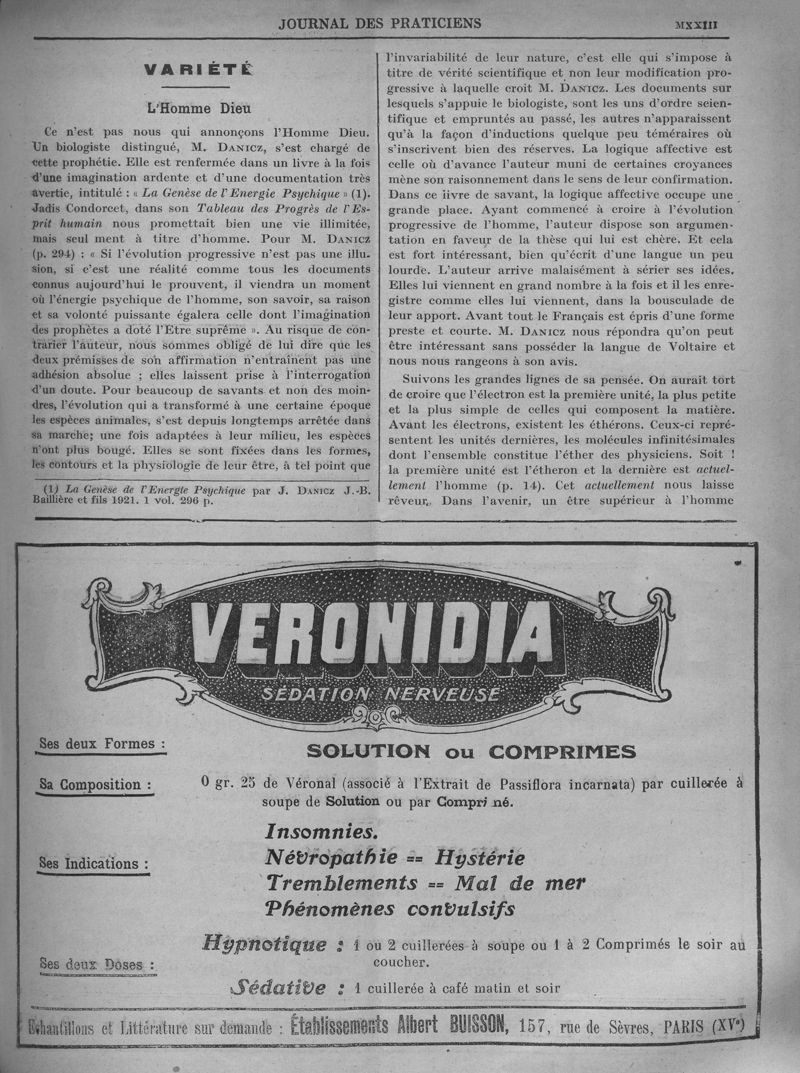 JOURNAL DES PRATICIENS
MXXIII
VARIÉTÉ
L'Homme Dieu
Ce n'est pas nous qui annonçons l'Homme Dieu.
Un biologiste distingué, M. DANICZ, s'est chargé de
cette prophétie. Elle est renfermée dans un livre à la fois
d'une imagination ardente et d'une documentation très
avertie, intitulé : « La Genèse de l'Energie Psychique » (1).
Jadis Condorcet, dans son Tableau des Progrès de l'Es-
prit humain nous promettait bien une vie illimitée,
mais seul ment à titre d'homme. Pour M. DANICZ
(p. 294) : « Si l'évolution progressive n'est pas une illu-
sion, si c'est une réalité comme tous les documents
connus aujourd'hui le prouvent, il viendra un moment
où l'énergie psychique de l'homme, son savoir, sa raison
et sa volonté puissante égalera celle dont l'imagination
des prophètes a doté l'Etre suprême ». Au risque de con-
trarier l'auteur, nous sommes obligé de lui dire que les
deux prémisses de son affirmation n'entraînent pas une
adhésion absolue ; elles laissent prise à l'interrogation
d'un doute. Pour beaucoup de savants et non des moin-
dres, l'évolution qui a transformé à une certaine époque
les espèces animales, s'est depuis longtemps arrêtée dans
sa marche; une fois adaptées à leur milieu, les espèces
n'ont plus bougé. Elles se sont fixées dans les formes,
les contours et la physiologie de leur être, à tel point que
(1) La Genèse de l'Energte Psychique par J. DANICZ J.-B.
Baillière et fils 1921. 1 vol. 296 p.
l'invariabilité de leur nature, c'est elle qui s'impose à
titre de vérité scientifique et non leur modification pro-
gressive à laquelle croit M. DANICZ. Les documents sur
lesquels s'appuie le biologiste, sont les uns d'ordre scien-
tifique et empruntés au passé, les autres n'apparaissent
qu'à la façon d'inductions quelque peu téméraires où
s'inscrivent bien des réserves. La logique affective est
celle où d'avance l'auteur muni de certaines croyances
mène son raisonnement dans le sens de leur confirmation.
Dans ce iivre de savant, la logique affective occupe une
grande place. Ayant commencé à croire à l'évolution
progressive de l'homme, l'auteur dispose son argumen-
tation en faveur de la thèse qui lui est chère. Et cela
est fort intéressant, bien qu'écrit d'une langue un peu
lourde. L'auteur arrive malaisément à sérier ses idées.
Elles lui viennent en grand nombre à la fois et il les enre-
gistre comme elles lui viennent, dans la bousculade de
leur apport. Avant tout le Français est épris d'une forme
preste et courte. M. DANICZ nous répondra qu'on peut
être intéressant sans posséder la langue de Voltaire et
nous nous rangeons à son avis.
Suivons les grandes lignes de sa pensée. On aurait tort
de croire que l'électron est la première unité, la plus petite
et la plus simple de celles qui composent la matière.
Avant les électrons, existent les éthérons. Ceux-ci repré-
sentent les unités dernières, les molécules infinitésimales
dont l'ensemble constitue l'éther des physiciens. Soit !
la première unité est l'étheron et la dernière est actuel-
lement l'homme (p. 14). Cet actuellement nous laisse
rêveur. Dans l'avenir, un être supérieur à l'homme
VERONIDIA
SÉDATION NERVEUSE
Ses deux Formes :
SOLUTION ou COMPRIMES
Sa Composition :
0 gr. 25 de Véronal (associé à l'Extrait de Passiflora incarnata) par cuillerée à
soupe de Solution ou par Compri né.
Ses Indications :
Insomnies.
Névropathie == Hystérie
Tremblements == Mal de mer
Phénomènes convulsifs
Ses deux Doses :
Hypnotique : 1 ou 2 cuillerées à soupe ou 1 à 2 Comprimés le soir au
coucher.
Sédative : 1 cuillerée à café matin et soir
Echantillons et Littérature sur demande : Établissements Albert BUISSON, 157, rue de Sèvres, PARIS (XVe)